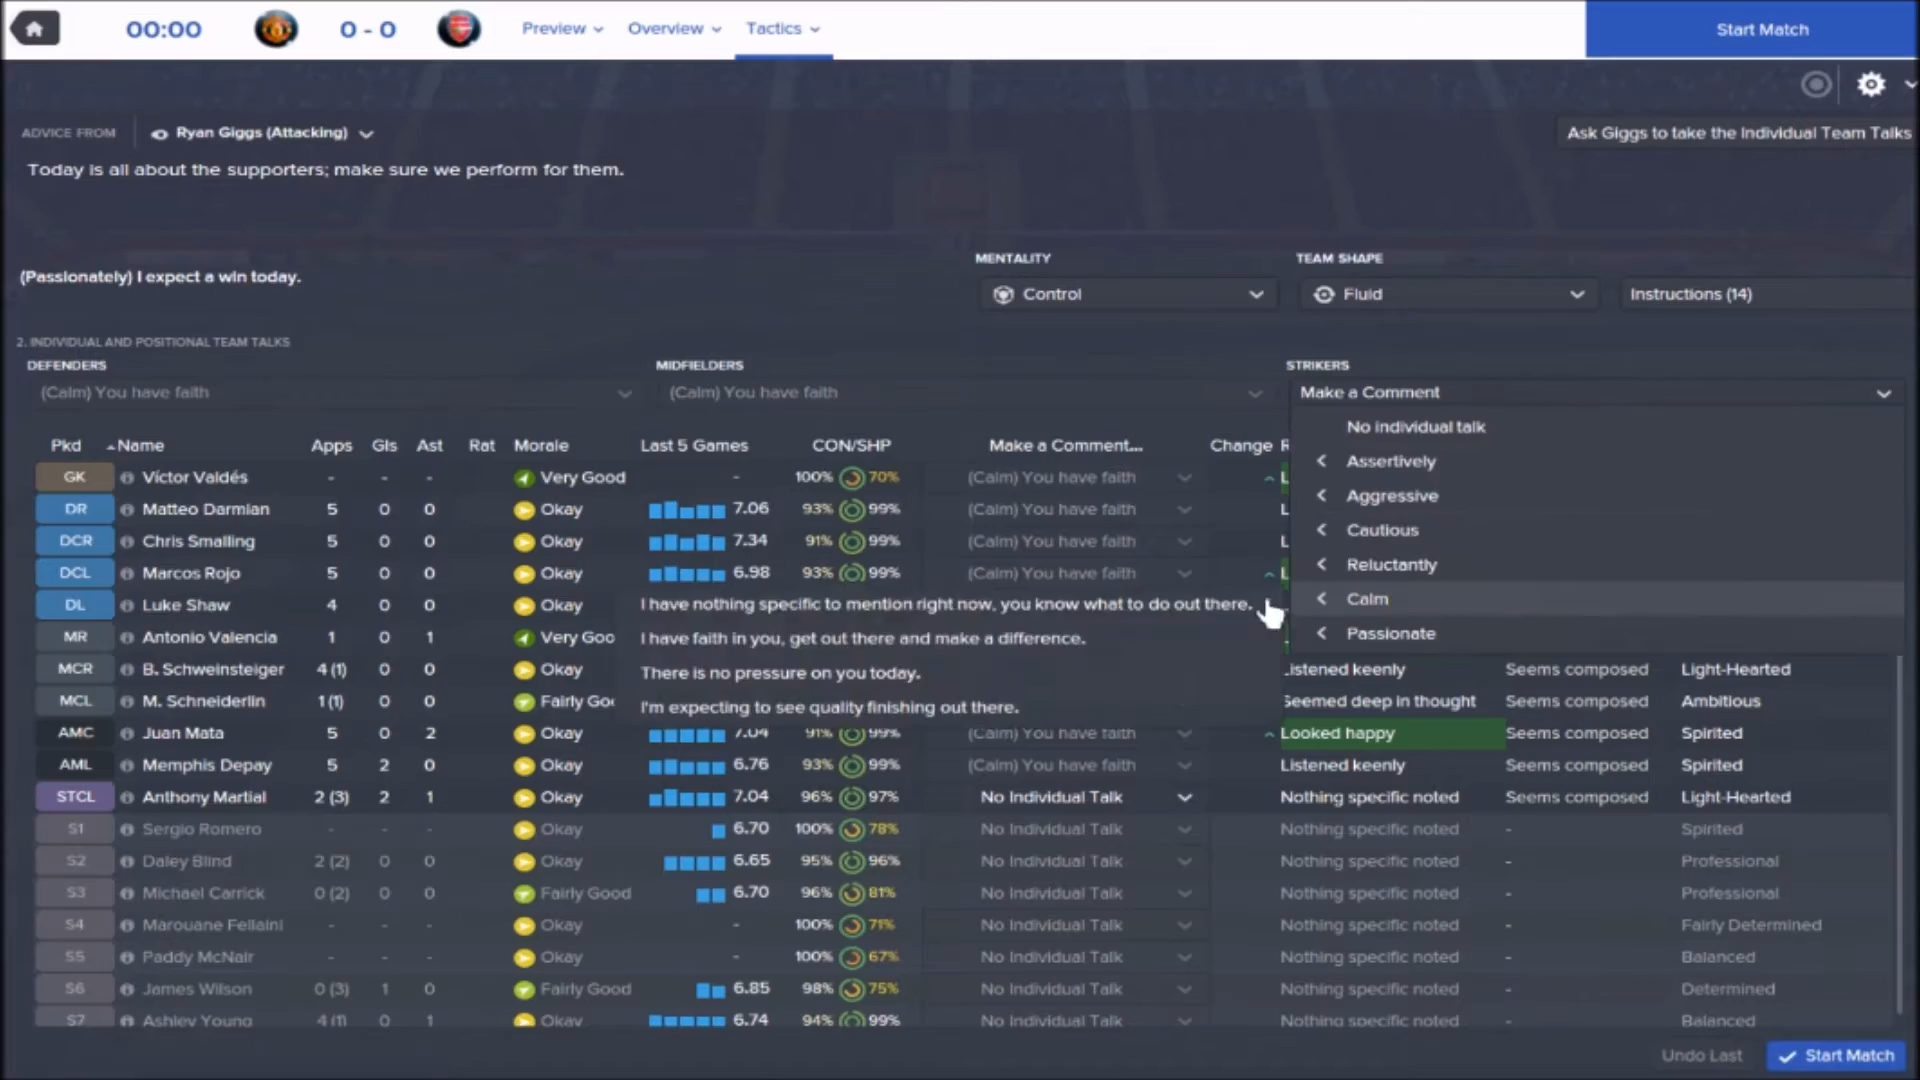 00:00 0 - 0 Preview Overview Tactics Start Match
ADVICE FROM Ryan Giggs (Attacking) Ask Giggs to take the Individual Team Talks
Today is all about the supporters; make sure we perform for them.
MENTALITY TEAM SHAPE
(Passionately) I expect a win today.
Control Fluid Instructions (14)
2. INDIVIDUAL AND POSITIONAL TEAM TALKS
DEFENDERS MIDFIELDERS STRIKERS
(Calm) You have faith (Calm) You have faith Make a Comment
No individual talk
Assertively
Aggressive
Cautious
Reluctantly
Calm
Passionate
Pkd Name Apps Gls Ast Rat Morale Last 5 Games CON/SHP Make a Comment... Change
GK Víctor Valdés - - - Very Good - 100% 70% (Calm) You have faith
DR Matteo Darmian 5 0 0 Okay 7.06 93% 99% (Calm) You have faith
DCR Chris Smalling 5 0 0 Okay 7.34 91% 99% (Calm) You have faith
DCL Marcos Rojo 5 0 0 Okay 6.98 93% 99% (Calm) You have faith
DL Luke Shaw 4 0 0 Okay
I have nothing specific to mention right now, you know what to do out there.
MR Antonio Valencia 1 0 1 Very Goo
I have faith in you, get out there and make a difference.
MCR B. Schweinsteiger 4 (1) 0 0 Okay
There is no pressure on you today.
Listened keenly Seems composed Light-Hearted
MCL M. Schneiderlin 1 (1) 0 0 Fairly Goo
I'm expecting to see quality finishing out there.
Seemed deep in thought Seems composed Ambitious
AMC Juan Mata 5 0 2 Okay 7.04 91% 99% (Calm) You have faith Looked happy Seems composed Spirited
AML Memphis Depay 5 2 0 Okay 6.76 93% 99% (Calm) You have faith Listened keenly Seems composed Spirited
STCL Anthony Martial 2 (3) 2 1 Okay 7.04 96% 97% No Individual Talk Nothing specific noted Seems composed Light-Hearted
S1 Sergio Romero - - - Okay 6.70 100% 78% No Individual Talk Nothing specific noted - Spirited
S2 Daley Blind 2 (2) 0 0 Okay 6.65 95% 96% No Individual Talk Nothing specific noted - Professional
S3 Michael Carrick 0 (2) 0 0 Fairly Good 6.70 96% 81% No Individual Talk Nothing specific noted - Professional
S4 Marouane Fellaini - - - Okay - 100% 71% No Individual Talk Nothing specific noted - Fairly Determined
S5 Paddy McNair - - - Okay - 100% 67% No Individual Talk Nothing specific noted - Balanced
S6 James Wilson 0 (3) 1 0 Fairly Good 6.85 98% 75% No Individual Talk Nothing specific noted - Determined
S7 Ashley Young 4 (1) 0 1 Okay 6.74 94% 99% No Individual Talk Nothing specific noted - Balanced
Undo Last Start Match